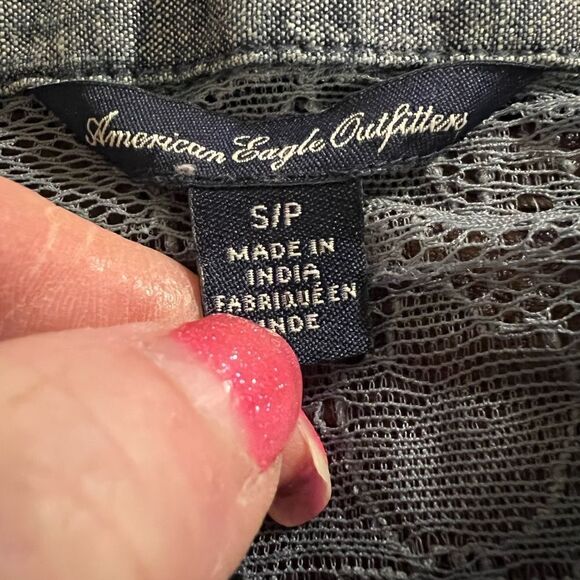 American Eagle Outfitters
S/P
MADE IN
INDIA
FABRIQUÉ EN
INDE